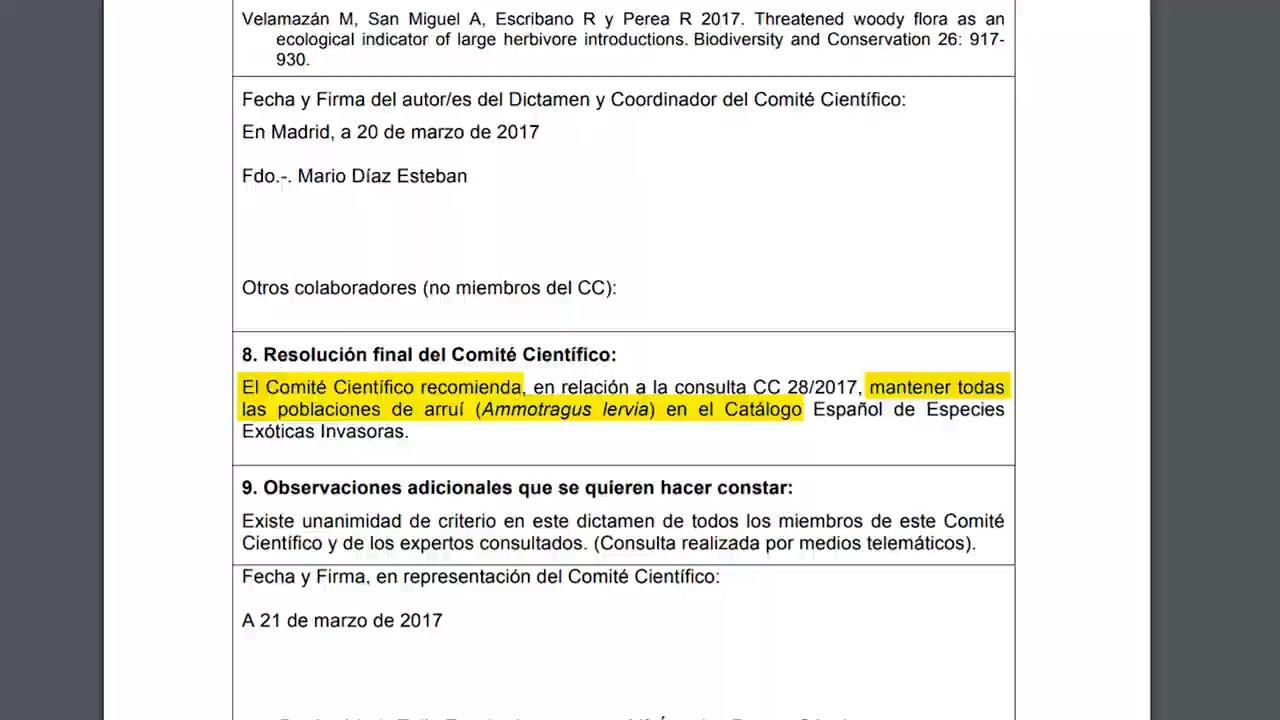 Velamazán M, San Miguel A, Escribano R y Perea R 2017. Threatened woody flora as an
ecological indicator of large herbivore introductions. Biodiversity and Conservation 26: 917-
930.
Fecha y Firma del autor/es del Dictamen y Coordinador del Comité Científico:
En Madrid, a 20 de marzo de 2017
Fdo.-. Mario Díaz Esteban
Otros colaboradores (no miembros del CC):
8. Resolución final del Comité Científico:
El Comité Científico recomienda, en relación a la consulta CC 28/2017, mantener todas
las poblaciones de arruí (Ammotragus lervia) en el Catálogo Español de Especies
Exóticas Invasoras.
9. Observaciones adicionales que se quieren hacer constar:
Existe unanimidad de criterio en este dictamen de todos los miembros de este Comité
Científico y de los expertos consultados. (Consulta realizada por medios telemáticos).
Fecha y Firma, en representación del Comité Científico:
A 21 de marzo de 2017